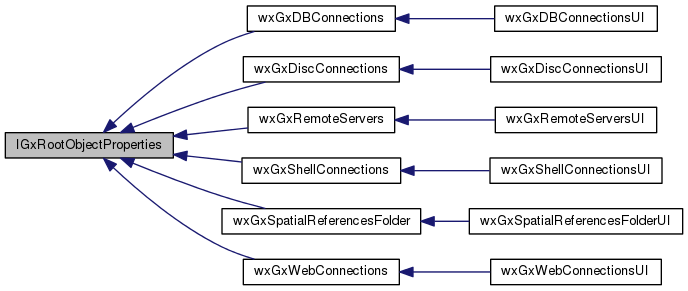 wxGxDBConnections
wxGxDBConnectionsUI
wxGxDiscConnections
wxGxDiscConnectionsUI
wxGxRemoteServers
wxGxRemoteServersUI
IGxRootObjectProperties
wxGxShellConnections
wxGxShellConnectionsUI
wxGxSpatialReferencesFolder
wxGxSpatialReferencesFolderUI
wxGxWebConnections
wxGxWebConnectionsUI